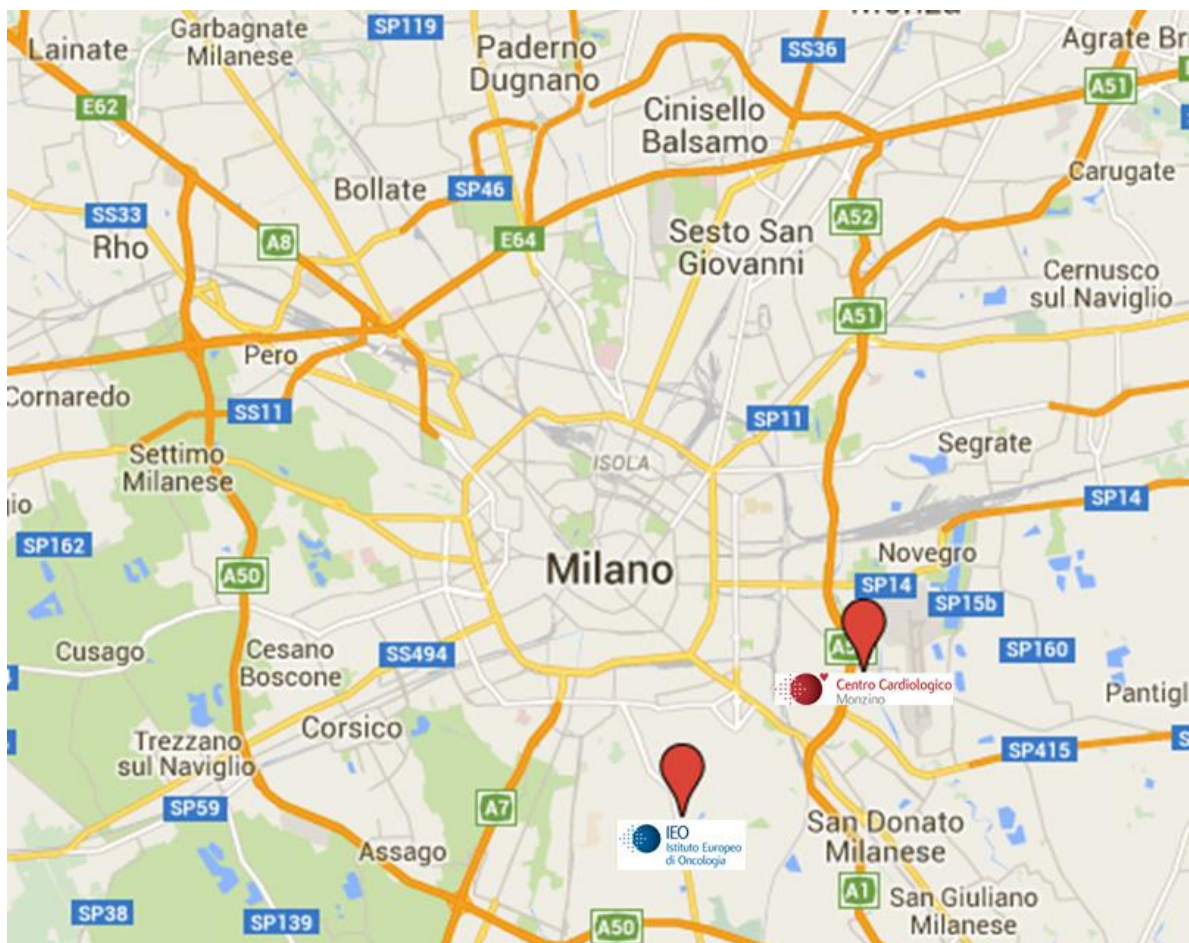 SP119
Garbagnate
Milanese
Lainate
Paderno
Dugnano
SS36
Agrate Br
A51
E62
Cinisello
Balsamo
Carugate
Bollate
SP46
SS33
Rho
A8
E64
A52
Sesto San
Giovanni
Cernusco
sul Naviglio
A51
Pero
Cornaredo
SS11
SP11
Segrate
Settimo
Milanese
ISOLA
SP14
gio
SP162
Novegro
A50
Milano
SP14
SP15b
Cusago
Cesano
Boscone
SS494
SP160
Centro Cardiologico
Monzino
Pantigl
Corsico
Trezzano
sul Naviglio
SP415
SP59
A7
IEO
Istituto Europeo
di Oncologia
San Donato
Milanese
Assago
A1
San Giuliano
Milanese
SP38
SP139
A50